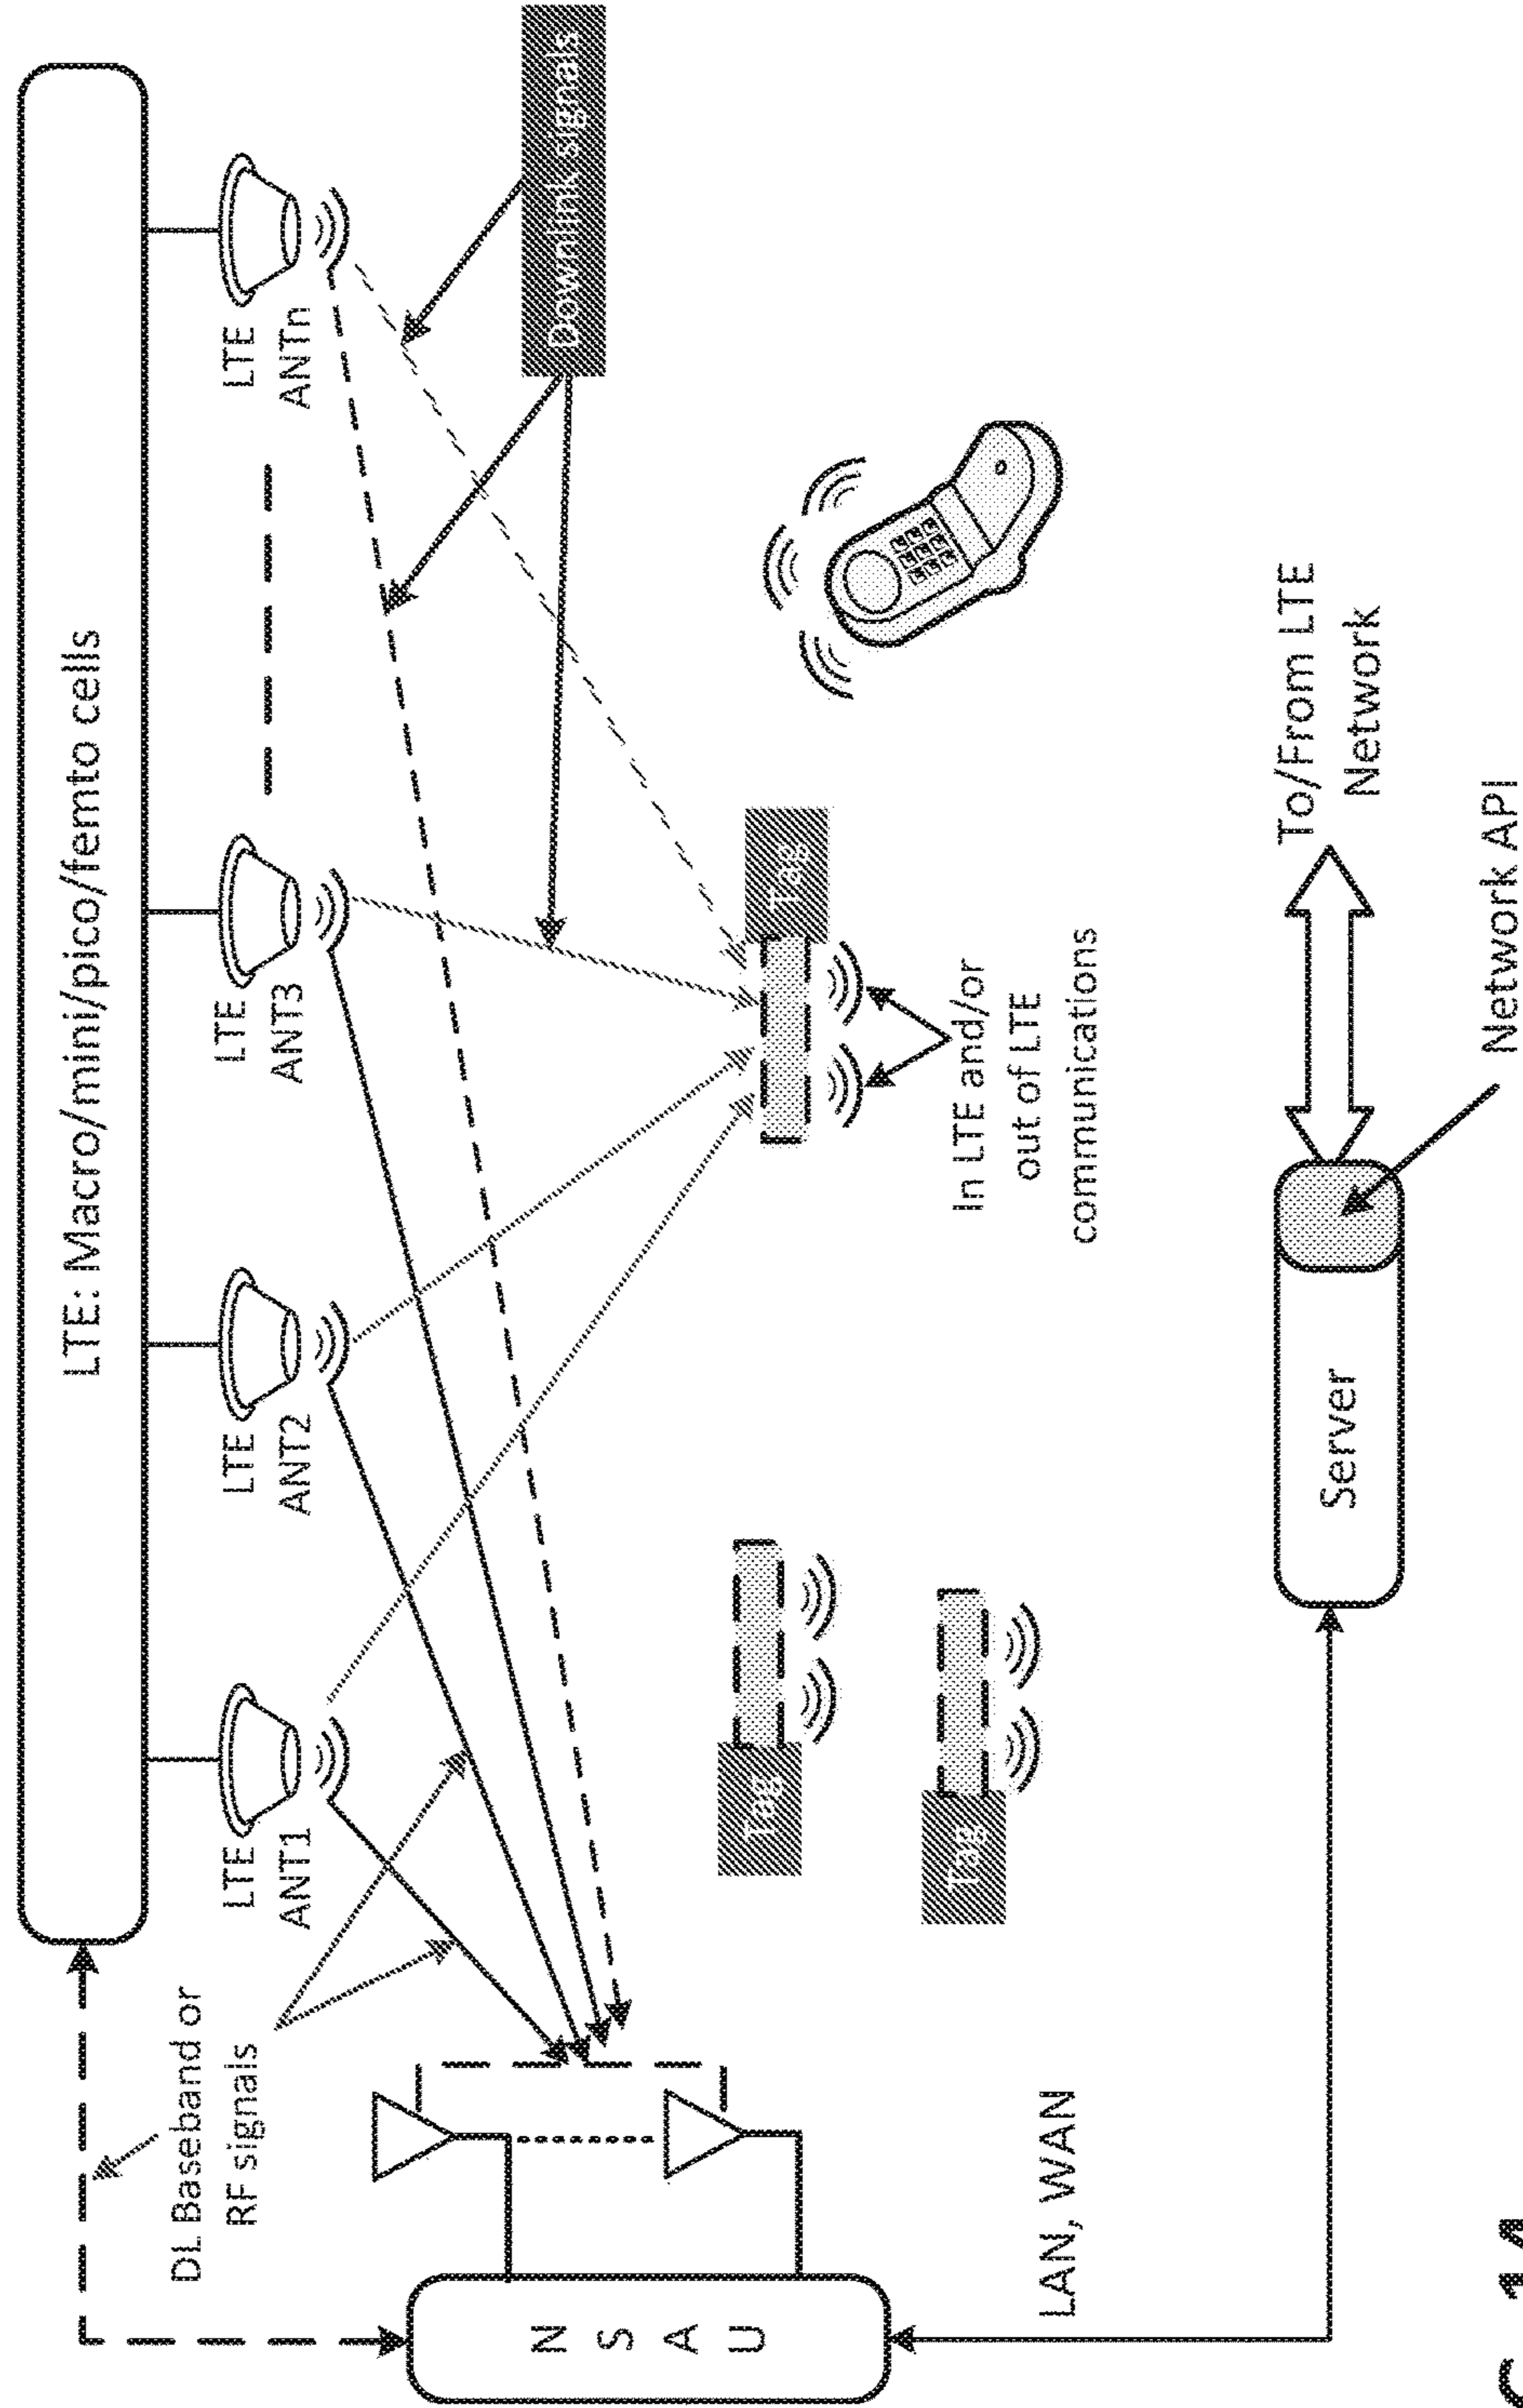 LTE: Macro/mini/pico/femto cells
DL Baseband or
RF signals
LTE
ANT1
LTE
ANT2
LTE
ANT3
LTE
ANTn
Downlink signals
NSAU
Tag
Tag
Tag
In LTE and/or
out of LTE
communications
LAN, WAN
Server
To/From LTE
Network
Network API